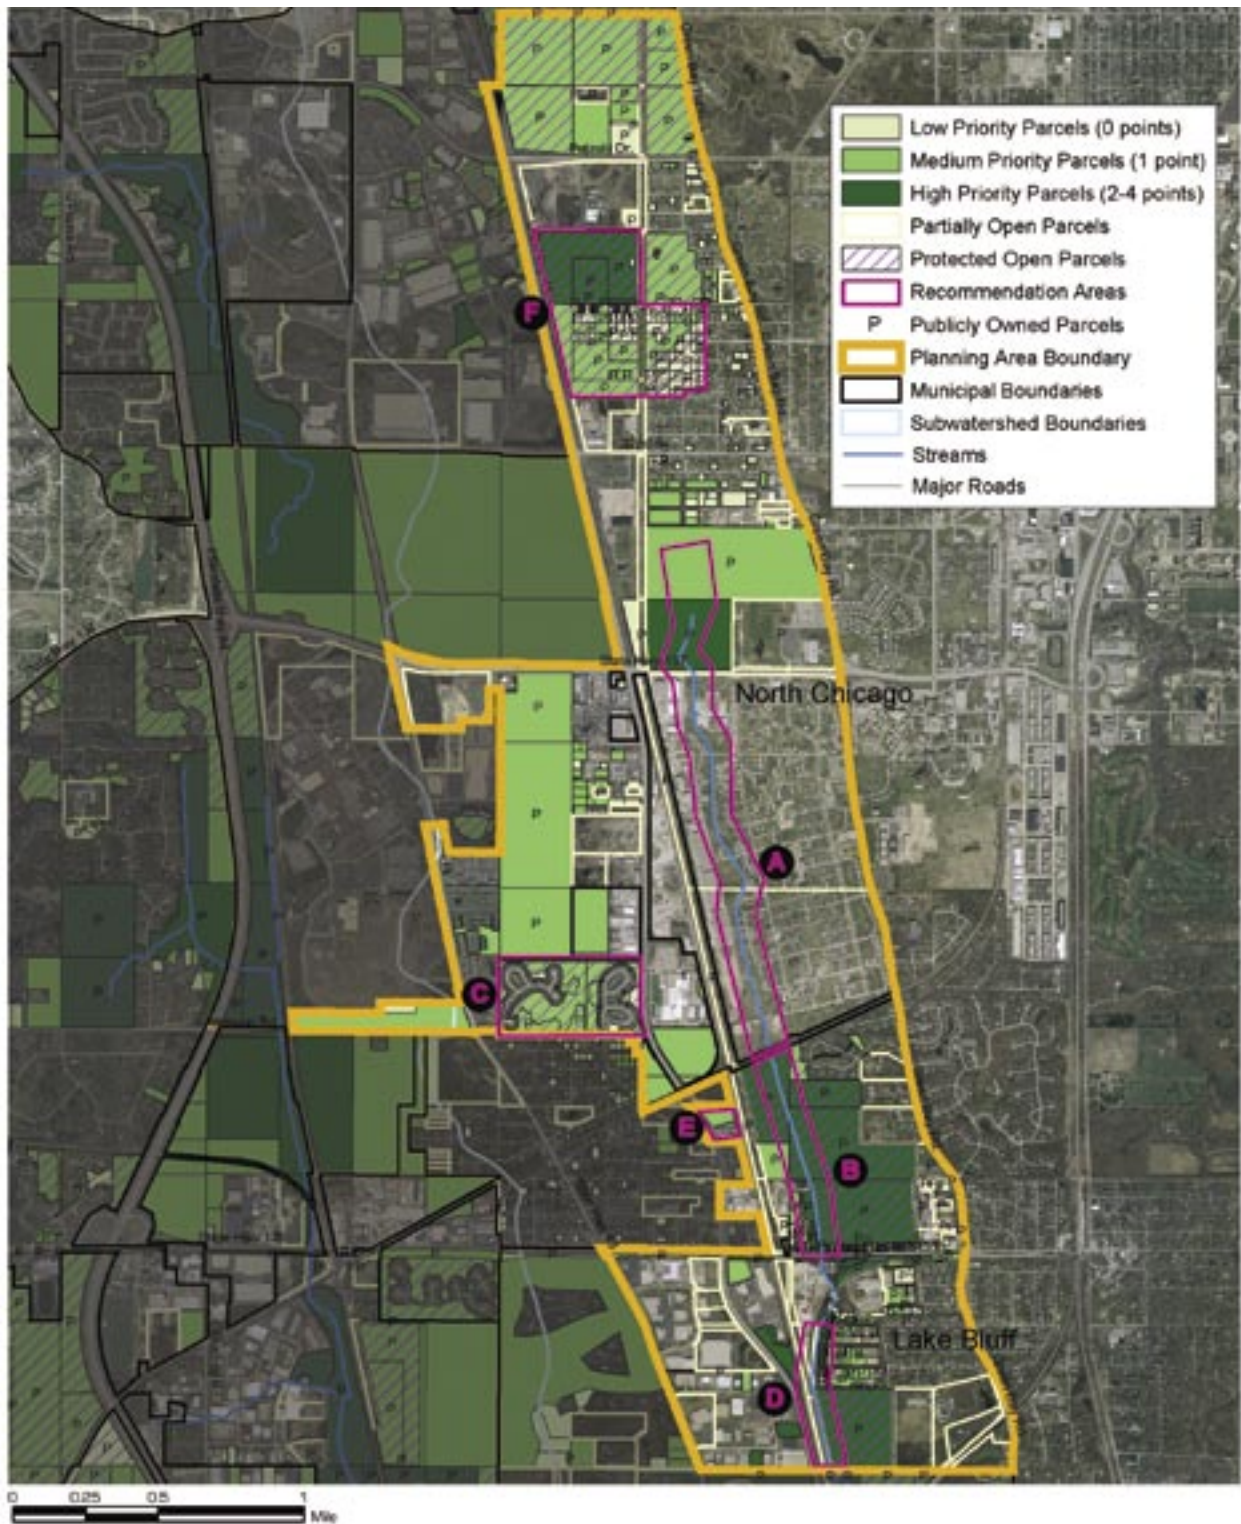 Low Priority Parcels (0 points)
Medium Priority Parcels (1 point)
High Priority Parcels (2-4 points)
Partially Open Parcels
Protected Open Parcels
Recommendation Areas
P Publicly Owned Parcels
Planning Area Boundary
Municipal Boundaries
Subwatershed Boundaries
Streams
Major Roads
F
North Chicago
A
C
E
B
Lake Bluff
D
0 0.25 0.5 1
Mile